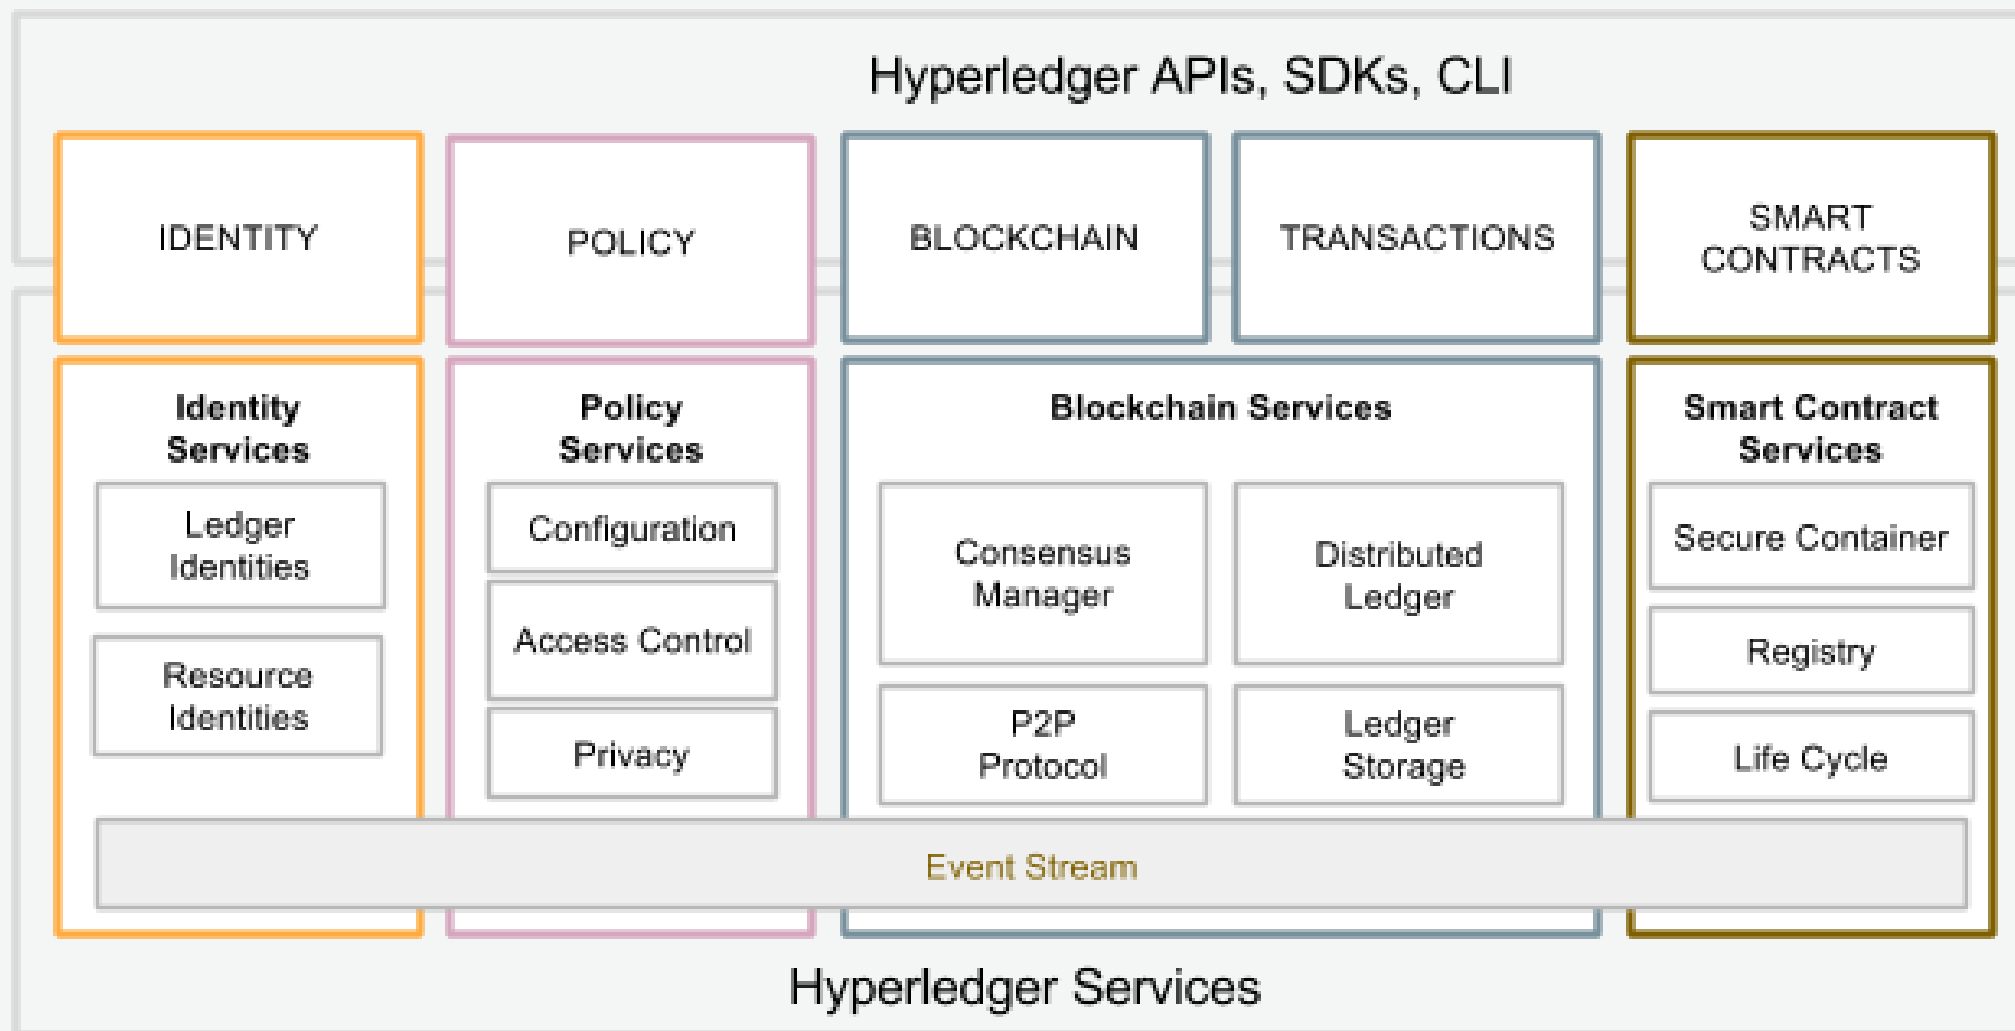 Hyperledger APIs, SDKs, CLI
IDENTITY
POLICY
BLOCKCHAIN
TRANSACTIONS
SMART
CONTRACTS
Identity
Services
Ledger
Identities
Resource
Identities
Policy
Services
Configuration
Access Control
Privacy
Blockchain Services
Consensus
Manager
Distributed
Ledger
P2P
Protocol
Ledger
Storage
Smart Contract
Services
Secure Container
Registry
Life Cycle
Event Stream
Hyperledger Services